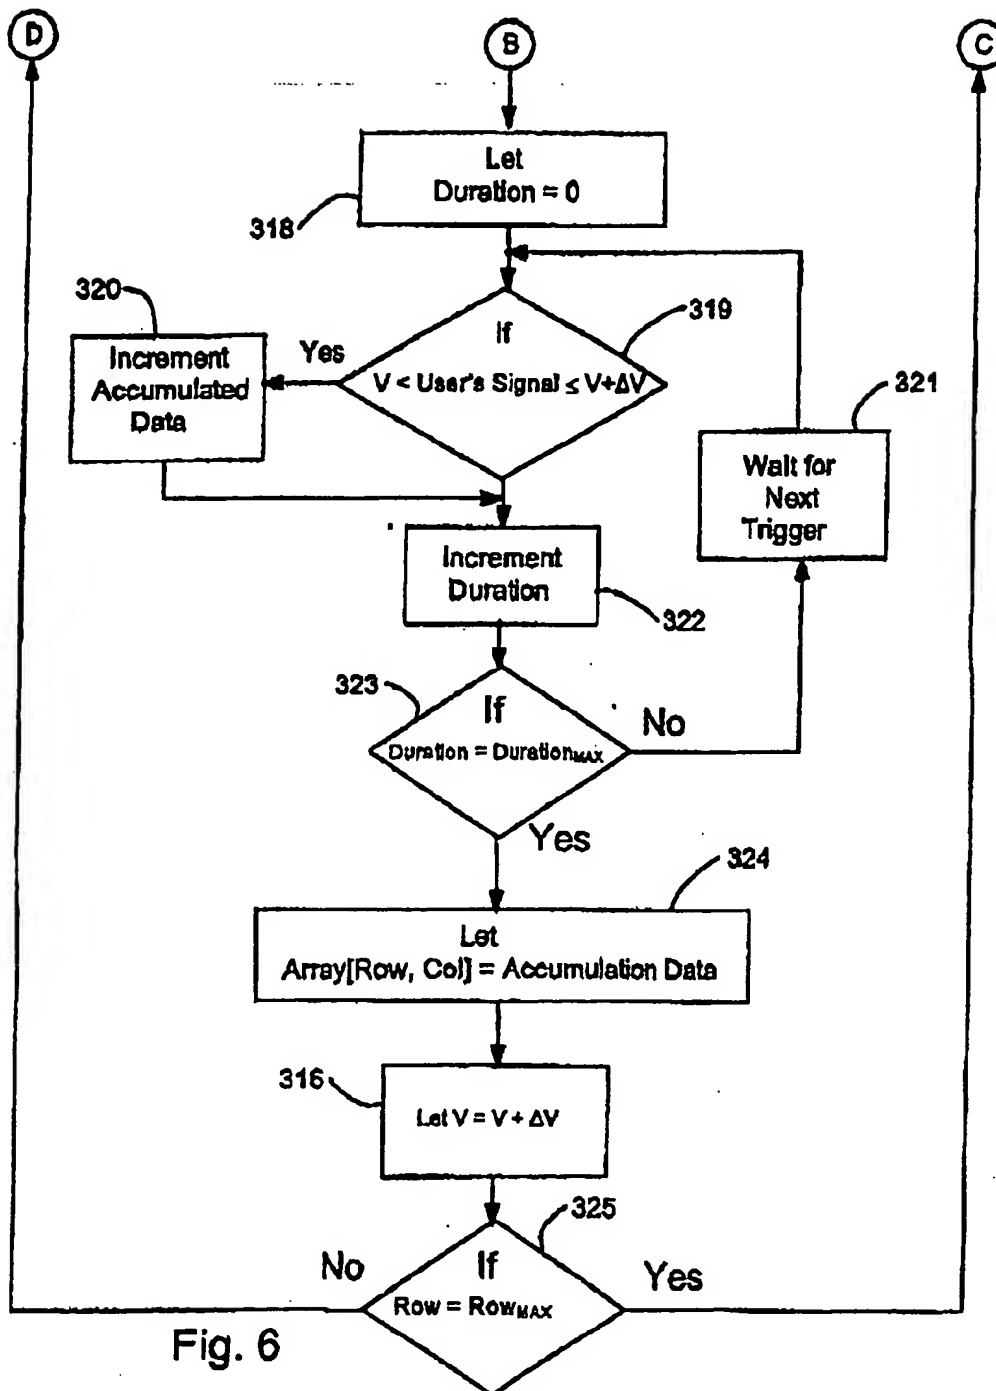 D
B
C
Let
Duration = 0
318
320
319
If
Yes
V < User's Signal ≤ V+ΔV
Increment
Accumulated
Data
321
Wait for
Next
Trigger
Increment
Duration
322
323
If
No
Duration = DurationMAX
Yes
324
Let
Array[Row, Col] = Accumulation Data
316
Let V = V + ΔV
325
No
If
Yes
Row = RowMAX
Fig. 6